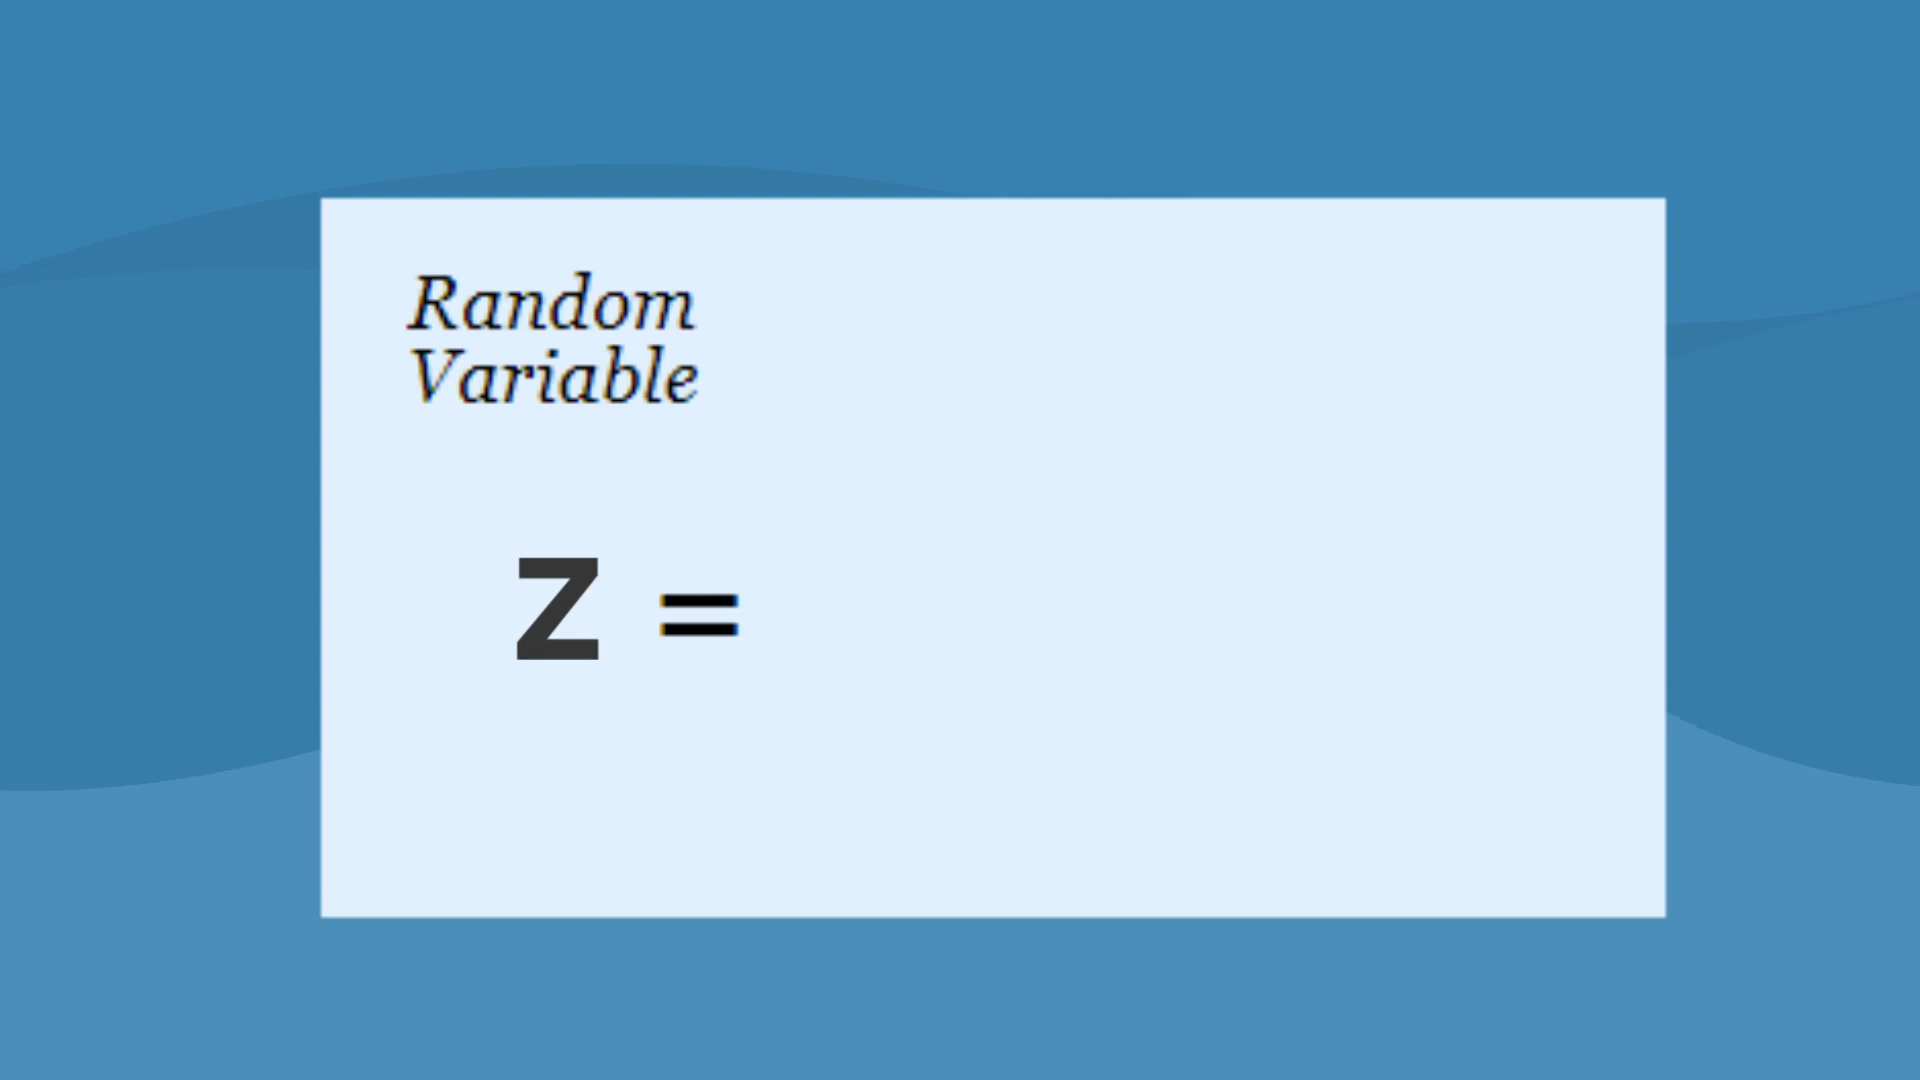 Random
Variable
Z =